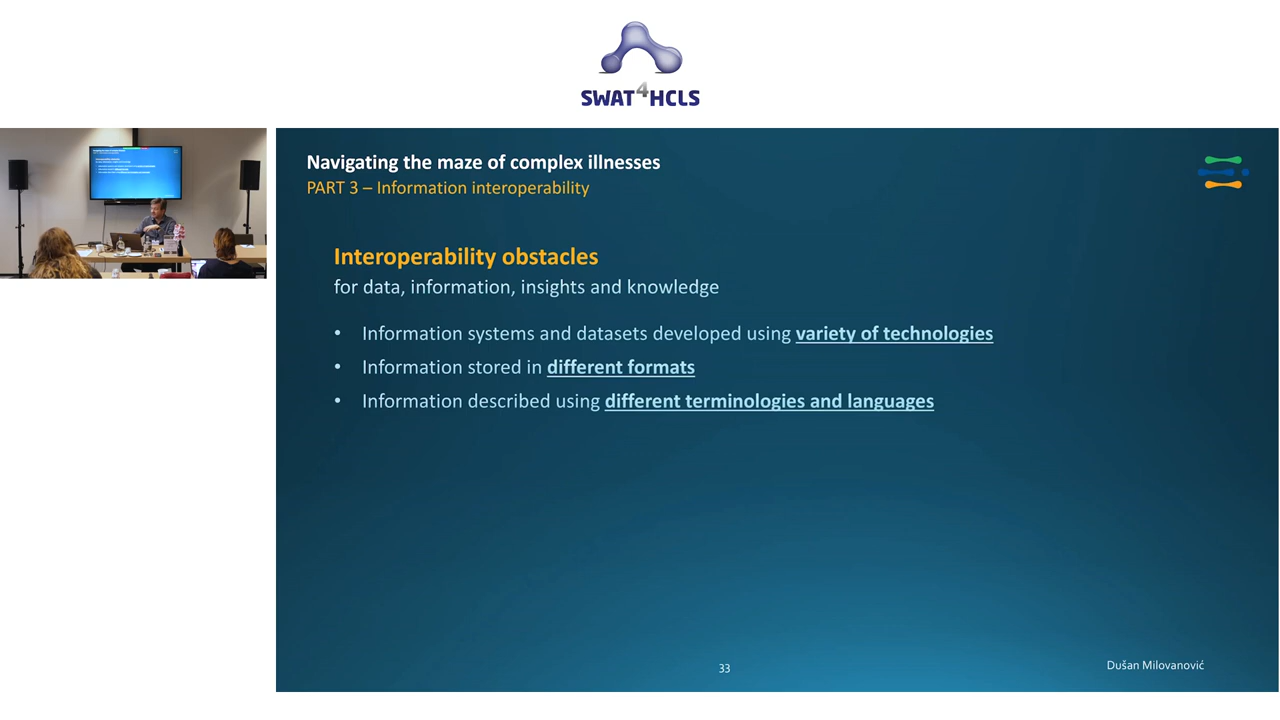 SWAT4HCLS
Navigating the maze of complex illnesses
PART 3 – Information interoperability
Interoperability obstacles
for data, information, insights and knowledge
• Information systems and datasets developed using variety of technologies
• Information stored in different formats
• Information described using different terminologies and languages
33
Dušan Milovanović